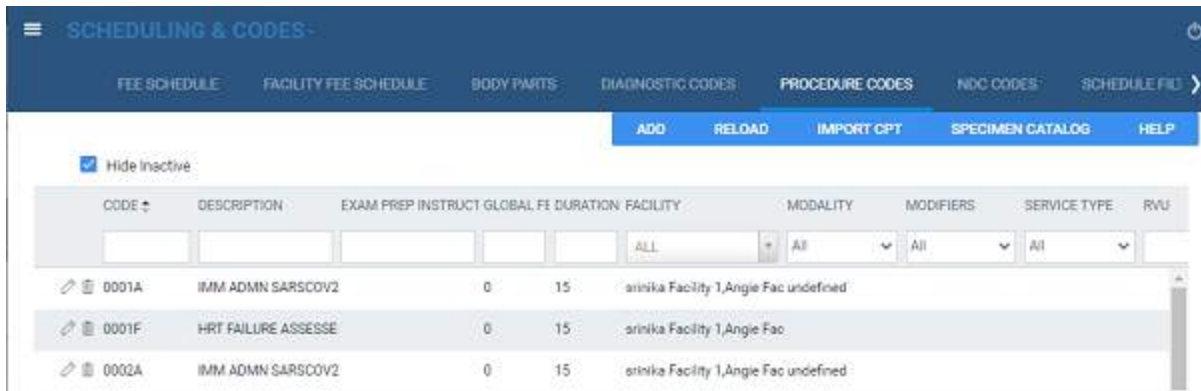 SCHEDULING & CODES
FEE SCHEDULE FACILITY FEE SCHEDULE BODY PARTS DIAGNOSTIC CODES PROCEDURE CODES NDC CODES SCHEDULE FIL
ADD RELOAD IMPORT CPT SPECIMEN CATALOG HELP
Hide Inactive
CODE DESCRIPTION EXAM PREP INSTRUCT GLOBAL FE DURATION FACILITY MODALITY MODIFIERS SERVICE TYPE RVU
ALL All All All
0001A IMM ADMN SARSCOV2 0 15 srinika Facility 1,Angie Fac undefined
0001F HRT FAILURE ASSESSE 0 15 srinika Facility 1,Angie Fac
0002A IMM ADMN SARSCOV2 0 15 srinika Facility 1,Angie Fac undefined